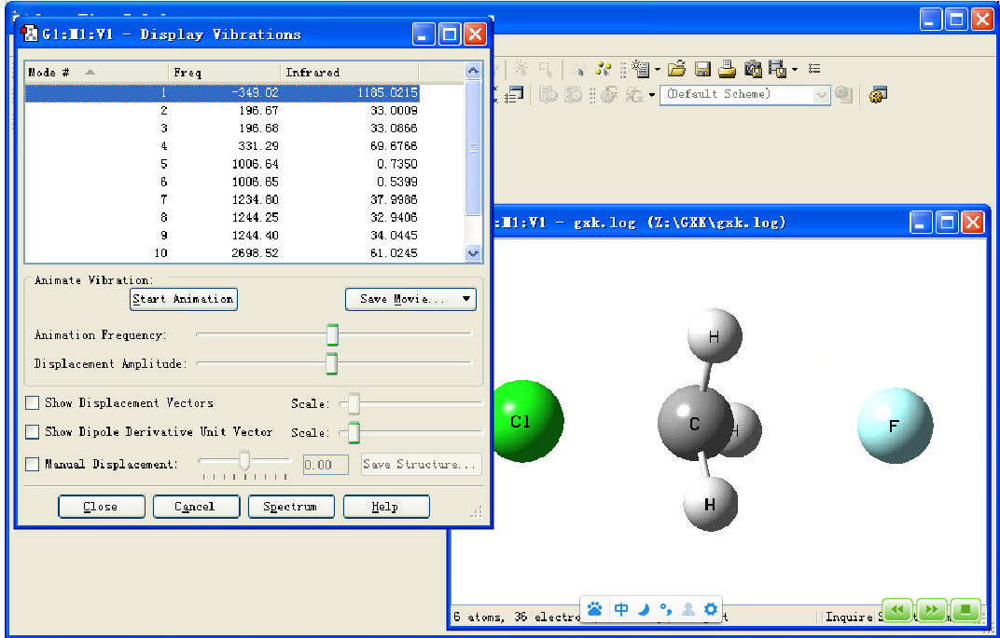 G1:M1:V1 - Display Vibrations
Mode # Freq Infrared
1 -349.02 1185.0215
2 196.67 33.0009
3 196.68 33.0866
4 331.29 69.6766
5 1006.64 0.7350
6 1006.65 0.5399
7 1234.80 37.9986
8 1244.25 32.9406
9 1244.40 34.0445
10 2698.52 61.0245
Animate Vibration:
Start Animation Save Movie...
Animation Frequency:
Displacement Amplitude:
Show Displacement Vectors Scale:
Show Dipole Derivative Unit Vector Scale:
Manual Displacement: 0.00 Save Structure...
Close Cancel Spectrum Help
(Default Scheme)
:M1:V1 - gxk.log (Z:\GXK\gxk.log)
H
Cl C H F
H
6 atoms, 36 electro
中
Inquire